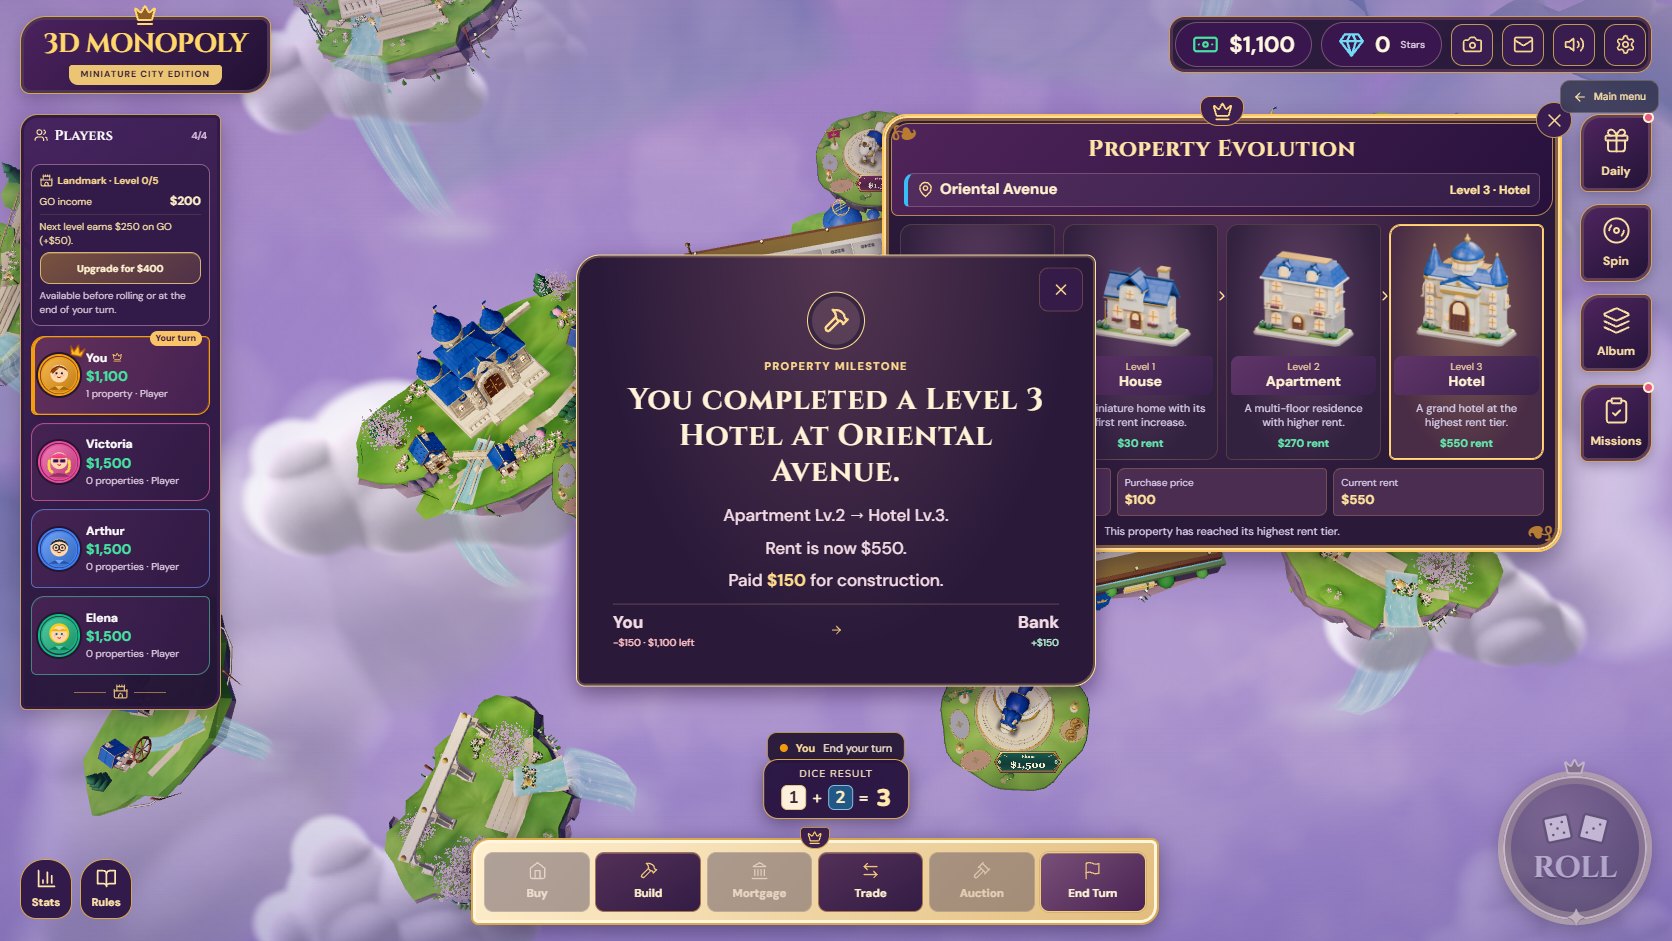 3D MONOPOLY
MINIATURE CITY EDITION
$1,100
0 Stars
Main menu
PLAYERS
4/4
Landmark · Level 0/5
GO income
$200
Next level earns $250 on GO
(+$50).
Upgrade for $400
Available before rolling or at the
end of your turn.
Your turn
You
$1,100
1 property · Player
Victoria
$1,500
0 properties · Player
Arthur
$1,500
0 properties · Player
Elena
$1,500
0 properties · Player
PROPERTY EVOLUTION
Oriental Avenue
Level 3 · Hotel
Level 1
House
first rent increase.
$30 rent
Level 2
Apartment
A multi-floor residence
with higher rent.
$270 rent
Level 3
Hotel
A grand hotel at the
highest rent tier.
$550 rent
Purchase price
$100
Current rent
$550
This property has reached its highest rent tier.
PROPERTY MILESTONE
YOU COMPLETED A LEVEL 3
HOTEL AT ORIENTAL
AVENUE.
Apartment Lv.2 → Hotel Lv.3.
Rent is now $550.
Paid $150 for construction.
You
Bank
-$150 · $1,100 left
+$150
Daily
Spin
Album
Missions
$1,500
You End your turn
DICE RESULT
1 + 2 = 3
Buy
Build
Mortgage
Trade
Auction
End Turn
Stats
Rules
ROLL